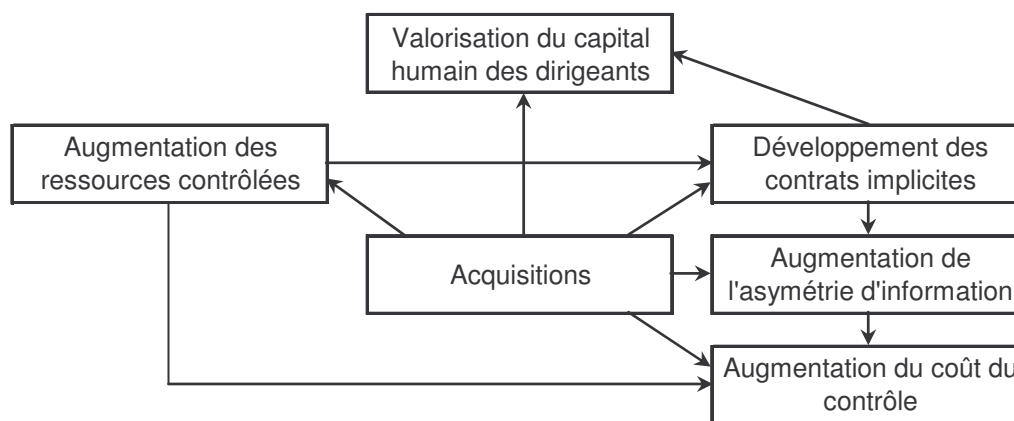 Valorisation du capital
humain des dirigeants
Augmentation des
ressources contrôlées
Développement des
contrats implicites
Acquisitions
Augmentation de
l'asymétrie d'information
Augmentation du coût du
contrôle